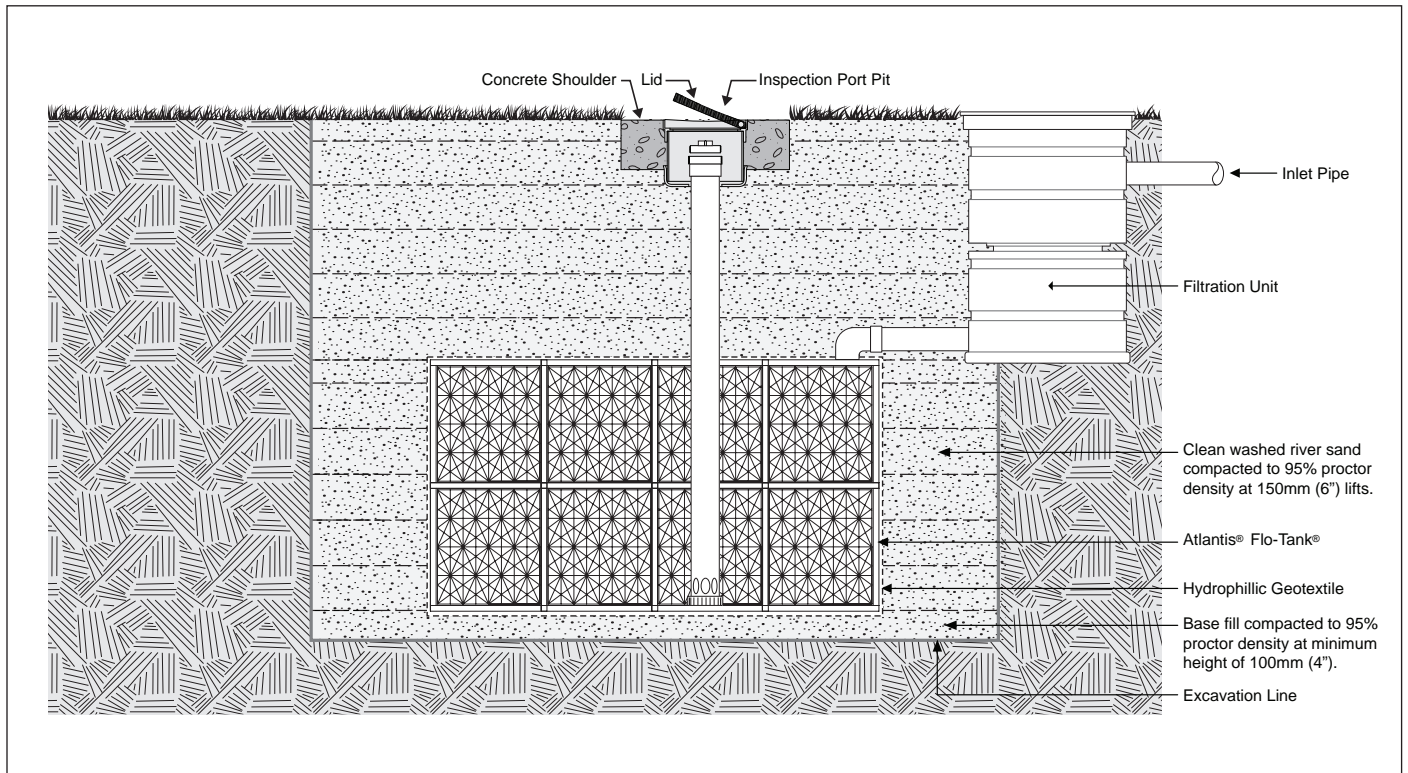 Concrete Shoulder
Lid
Inspection Port Pit
Inlet Pipe
Filtration Unit
Clean washed river sand
compacted to 95% proctor
density at 150mm (6”) lifts.
Atlantis® Flo-Tank®
Hydrophillic Geotextile
Base fill compacted to 95%
proctor density at minimum
height of 100mm (4”).
Excavation Line